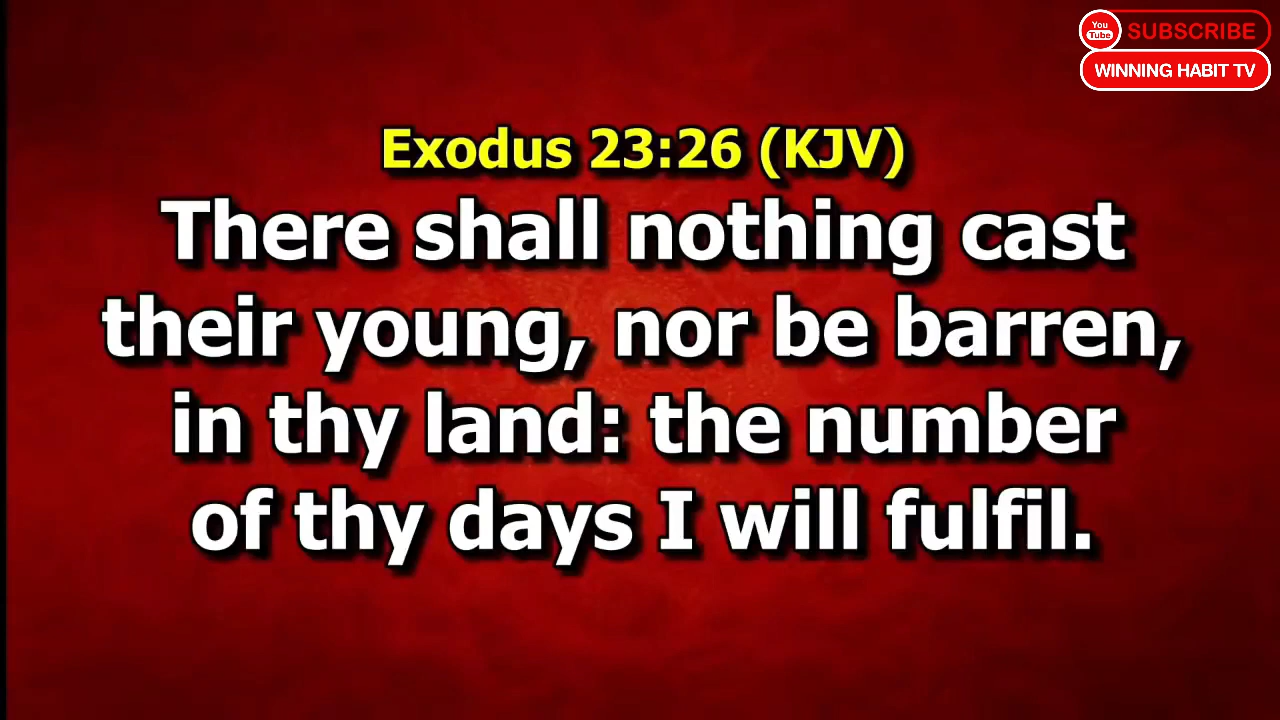 You
Tube
SUBSCRIBE
WINNING HABIT TV
Exodus 23:26 (KJV)
There shall nothing cast
their young, nor be barren,
in thy land: the number
of thy days I will fulfil.